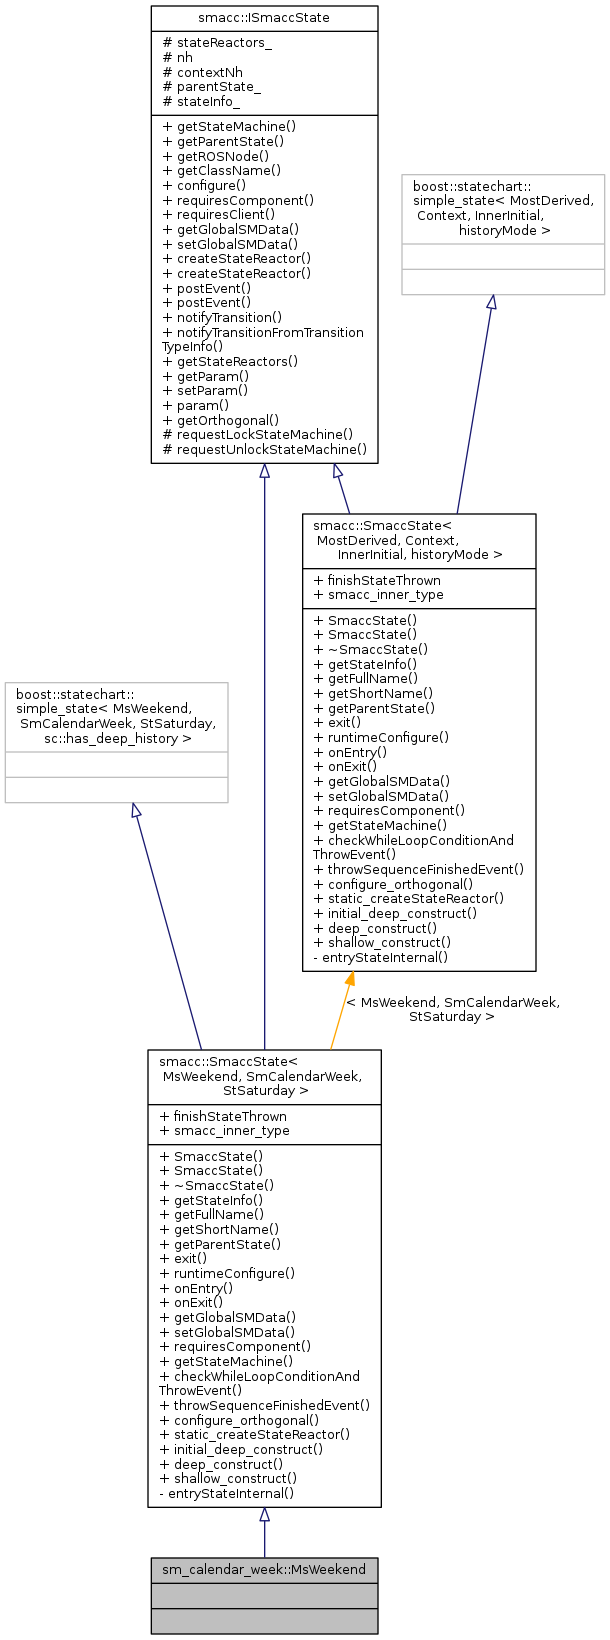 smacc::ISmaccState
# stateReactors_
# nh
# contextNh
# parentState_
# stateInfo_
+ getStateMachine()
+ getParentState()
+ getROSNode()
+ getClassName()
+ configure()
+ requiresComponent()
+ requiresClient()
+ getGlobalSMData()
+ setGlobalSMData()
+ createStateReactor()
+ createStateReactor()
+ postEvent()
+ postEvent()
+ notifyTransition()
+ notifyTransitionFromTransition
TypeInfo()
+ getStateReactors()
+ getParam()
+ setParam()
+ param()
+ getOrthogonal()
# requestLockStateMachine()
# requestUnlockStateMachine()
boost::statechart::
simple_state< MostDerived,
Context, InnerInitial,
historyMode >
smacc::SmaccState<
MostDerived, Context,
InnerInitial, historyMode >
+ finishStateThrown
+ smacc_inner_type
+ SmaccState()
+ SmaccState()
+ ~SmaccState()
+ getStateInfo()
+ getFullName()
+ getShortName()
+ getParentState()
+ exit()
+ runtimeConfigure()
+ onEntry()
+ onExit()
+ getGlobalSMData()
+ setGlobalSMData()
+ requiresComponent()
+ getStateMachine()
+ checkWhileLoopConditionAnd
ThrowEvent()
+ throwSequenceFinishedEvent()
+ configure_orthogonal()
+ static_createStateReactor()
+ initial_deep_construct()
+ deep_construct()
+ shallow_construct()
- entryStateInternal()
boost::statechart::
simple_state< MsWeekend,
SmCalendarWeek, StSaturday,
sc::has_deep_history >
< MsWeekend, SmCalendarWeek,
StSaturday >
smacc::SmaccState<
MsWeekend, SmCalendarWeek,
StSaturday >
+ finishStateThrown
+ smacc_inner_type
+ SmaccState()
+ SmaccState()
+ ~SmaccState()
+ getStateInfo()
+ getFullName()
+ getShortName()
+ getParentState()
+ exit()
+ runtimeConfigure()
+ onEntry()
+ onExit()
+ getGlobalSMData()
+ setGlobalSMData()
+ requiresComponent()
+ getStateMachine()
+ checkWhileLoopConditionAnd
ThrowEvent()
+ throwSequenceFinishedEvent()
+ configure_orthogonal()
+ static_createStateReactor()
+ initial_deep_construct()
+ deep_construct()
+ shallow_construct()
- entryStateInternal()
sm_calendar_week::MsWeekend